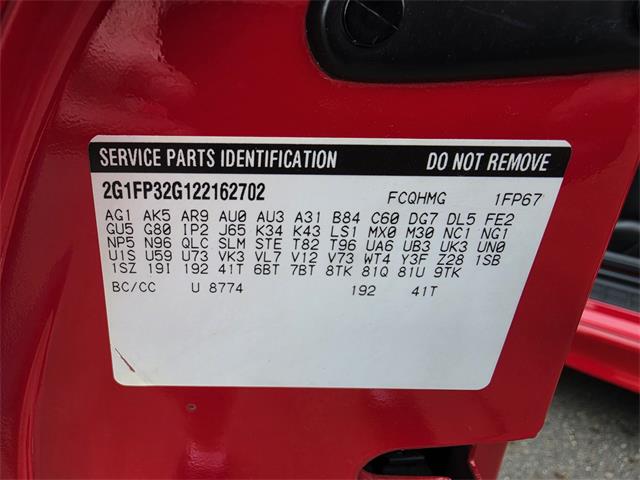 SERVICE PARTS IDENTIFICATION DO NOT REMOVE
2G1FP32G122162702 FCQHMG 1FP67
AG1 AK5 AR9 AU0 AU3 A31 B84 C60 DG7 DL5 FE2
GU5 G80 IP2 J65 K34 K43 LS1 MX0 M30 NC1 NG1
NP5 N96 QLC SLM STE T82 T96 UA6 UB3 UK3 UN0
U1S U59 U73 VK3 VL7 V12 V73 WT4 Y3F Z28 1SB
1SZ 19I 192 41T 6BT 7BT 8TK 81Q 81U 9TK
BC/CC U 8774 192 41T